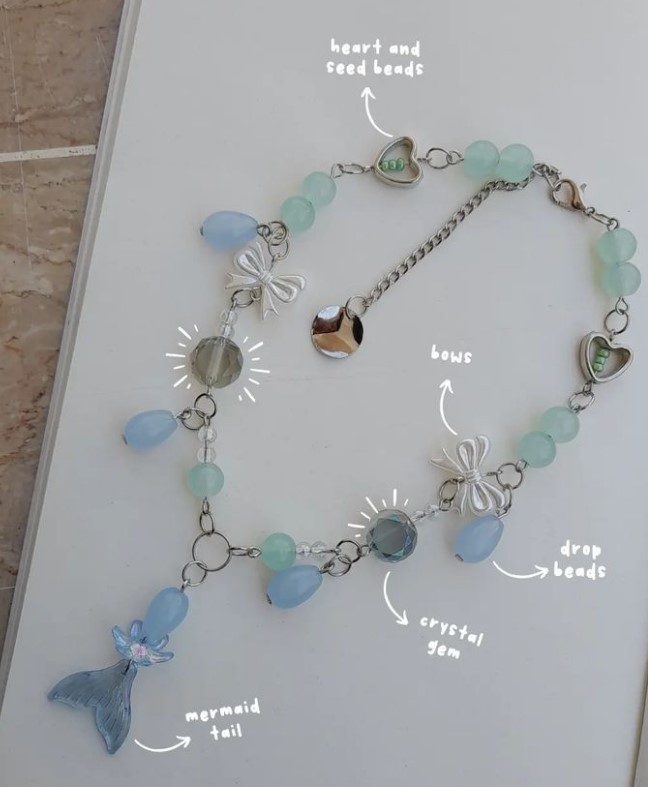 heart and
seed beads
bows
drop
beads
crystal
gem
mermaid
tail